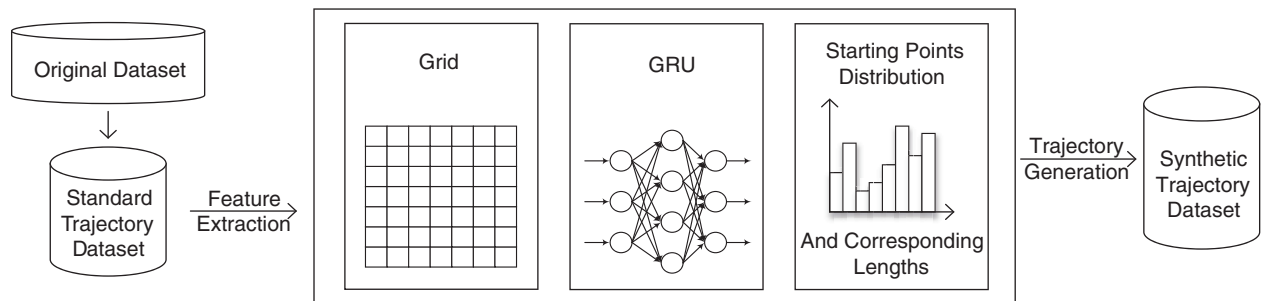 Original Dataset
Standard
Trajectory
Dataset
Feature
Extraction
Grid
GRU
Starting Points
Distribution
And Corresponding
Lengths
Trajectory
Generation
Synthetic
Trajectory
Dataset